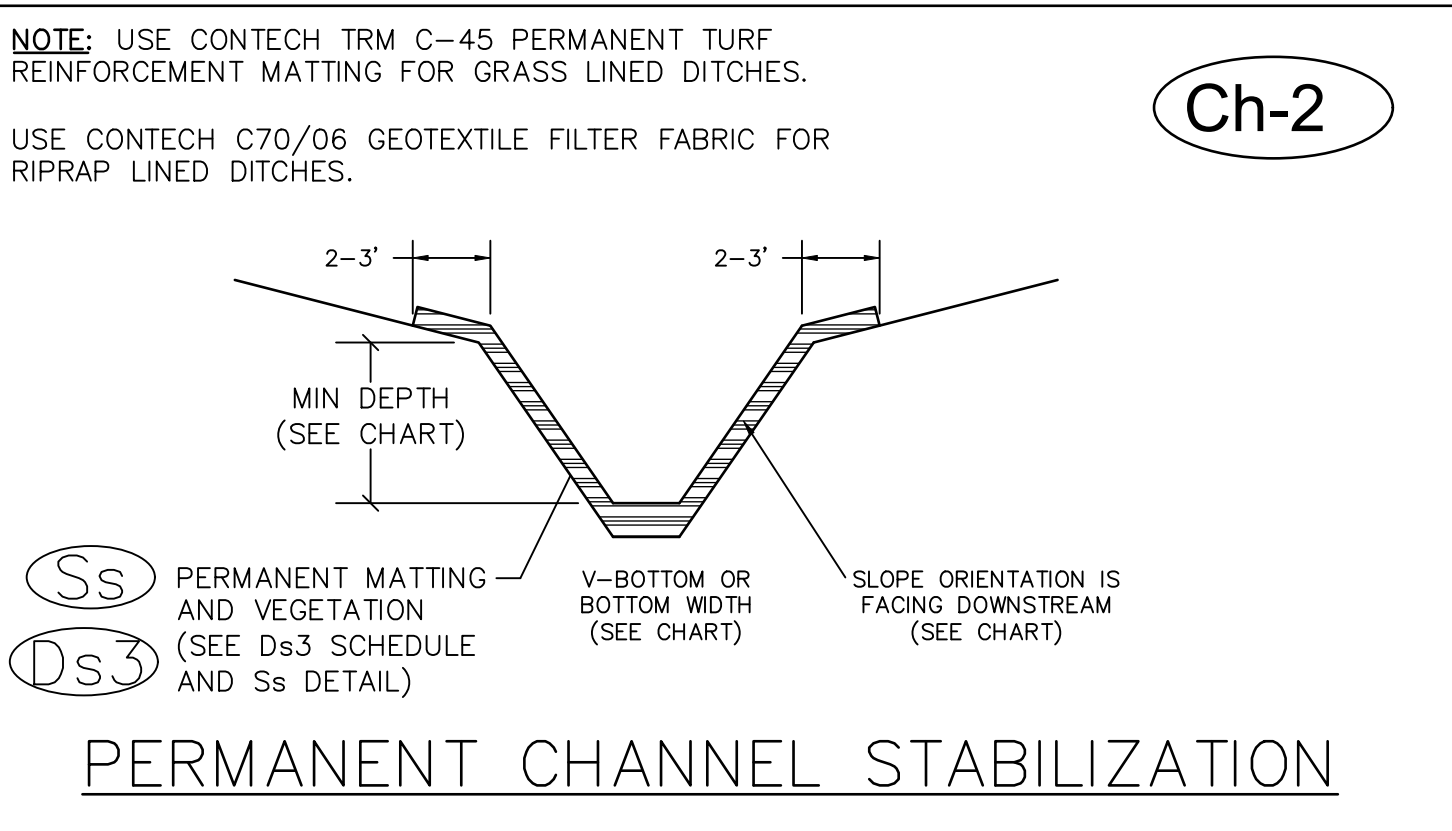 NOTE: USE CONTECH TRM C-45 PERMANENT TURF
REINFORCEMENT MATTING FOR GRASS LINED DITCHES.
USE CONTECH C70/06 GEOTEXTILE FILTER FABRIC FOR
RIPRAP LINED DITCHES.
Ch-2
2-3'
2-3'
MIN DEPTH
(SEE CHART)
Ss
Ds3
PERMANENT MATTING
AND VEGETATION
(SEE Ds3 SCHEDULE
AND Ss DETAIL)
V-BOTTOM OR
BOTTOM WIDTH
(SEE CHART)
SLOPE ORIENTATION IS
FACING DOWNSTREAM
(SEE CHART)
PERMANENT CHANNEL STABILIZATION